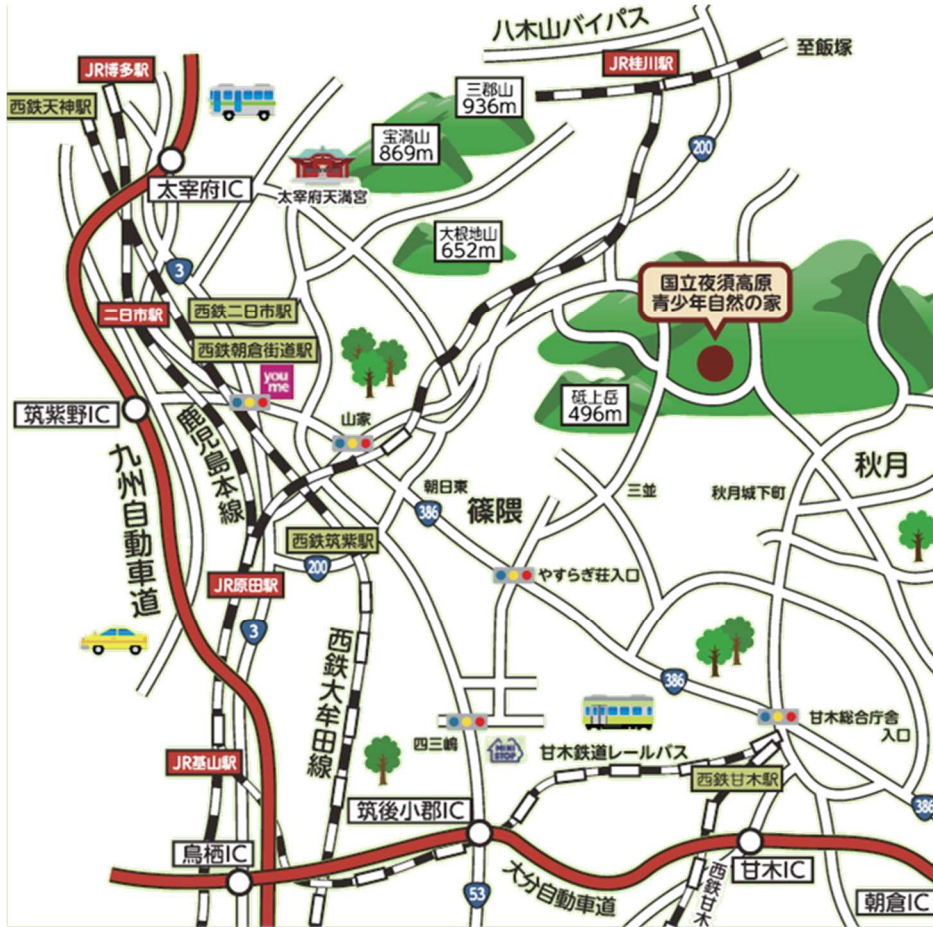 八木山バイパス
至飯塚
JR博多駅
JR桂川駅
西鉄天神駅
三郡山
936m
宝満山
869m
200
太宰府IC
太宰府天満宮
大根地山
652m
3
国立夜須高原
青少年自然の家
西鉄二日市駅
二日市駅
西鉄朝倉街道駅
you
me
砥上岳
496m
筑紫野IC
山家
鹿児島本線
九州自動車道
秋月
朝日東
386
篠隈
三並
秋月城下町
西鉄筑紫駅
200
やすらぎ荘入口
JR原田駅
3
西鉄大牟田線
386
四三嶋
MINI
STOP
甘木鉄道レールバス
甘木総合庁舎
入口
JR基山駅
西鉄甘木駅
筑後小郡IC
386
鳥栖IC
甘木IC
大分自動車道
西鉄甘木
53
朝倉IC